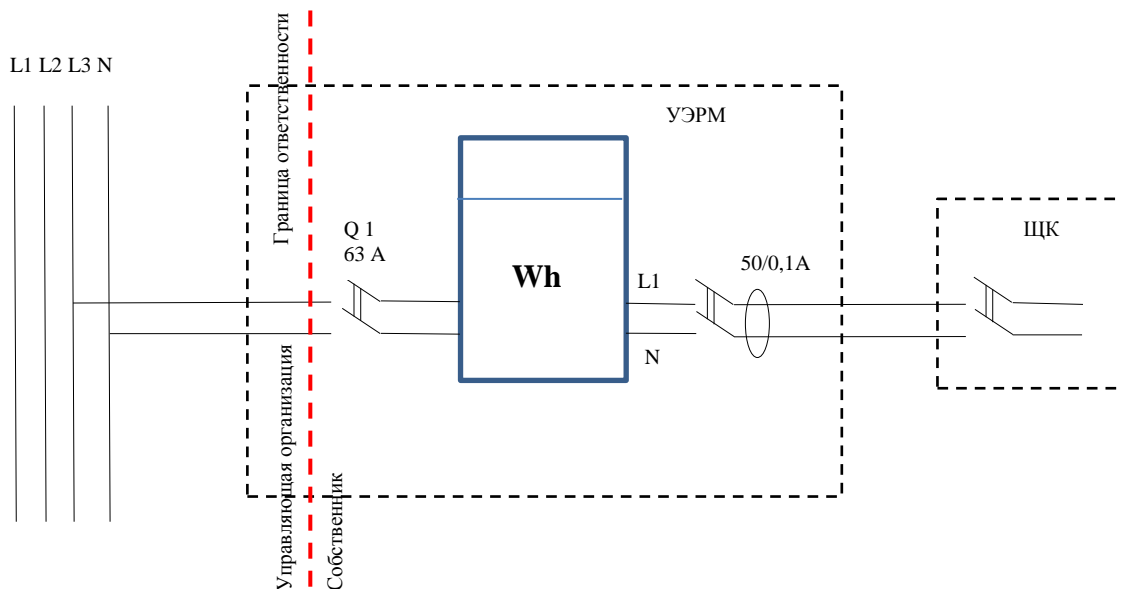 L1 L2 L3 N
Граница ответственности
УЭРМ
Q 1
63 А
Wh
L1
N
50/0,1А
ЩК
Управляющая организация
Собственник